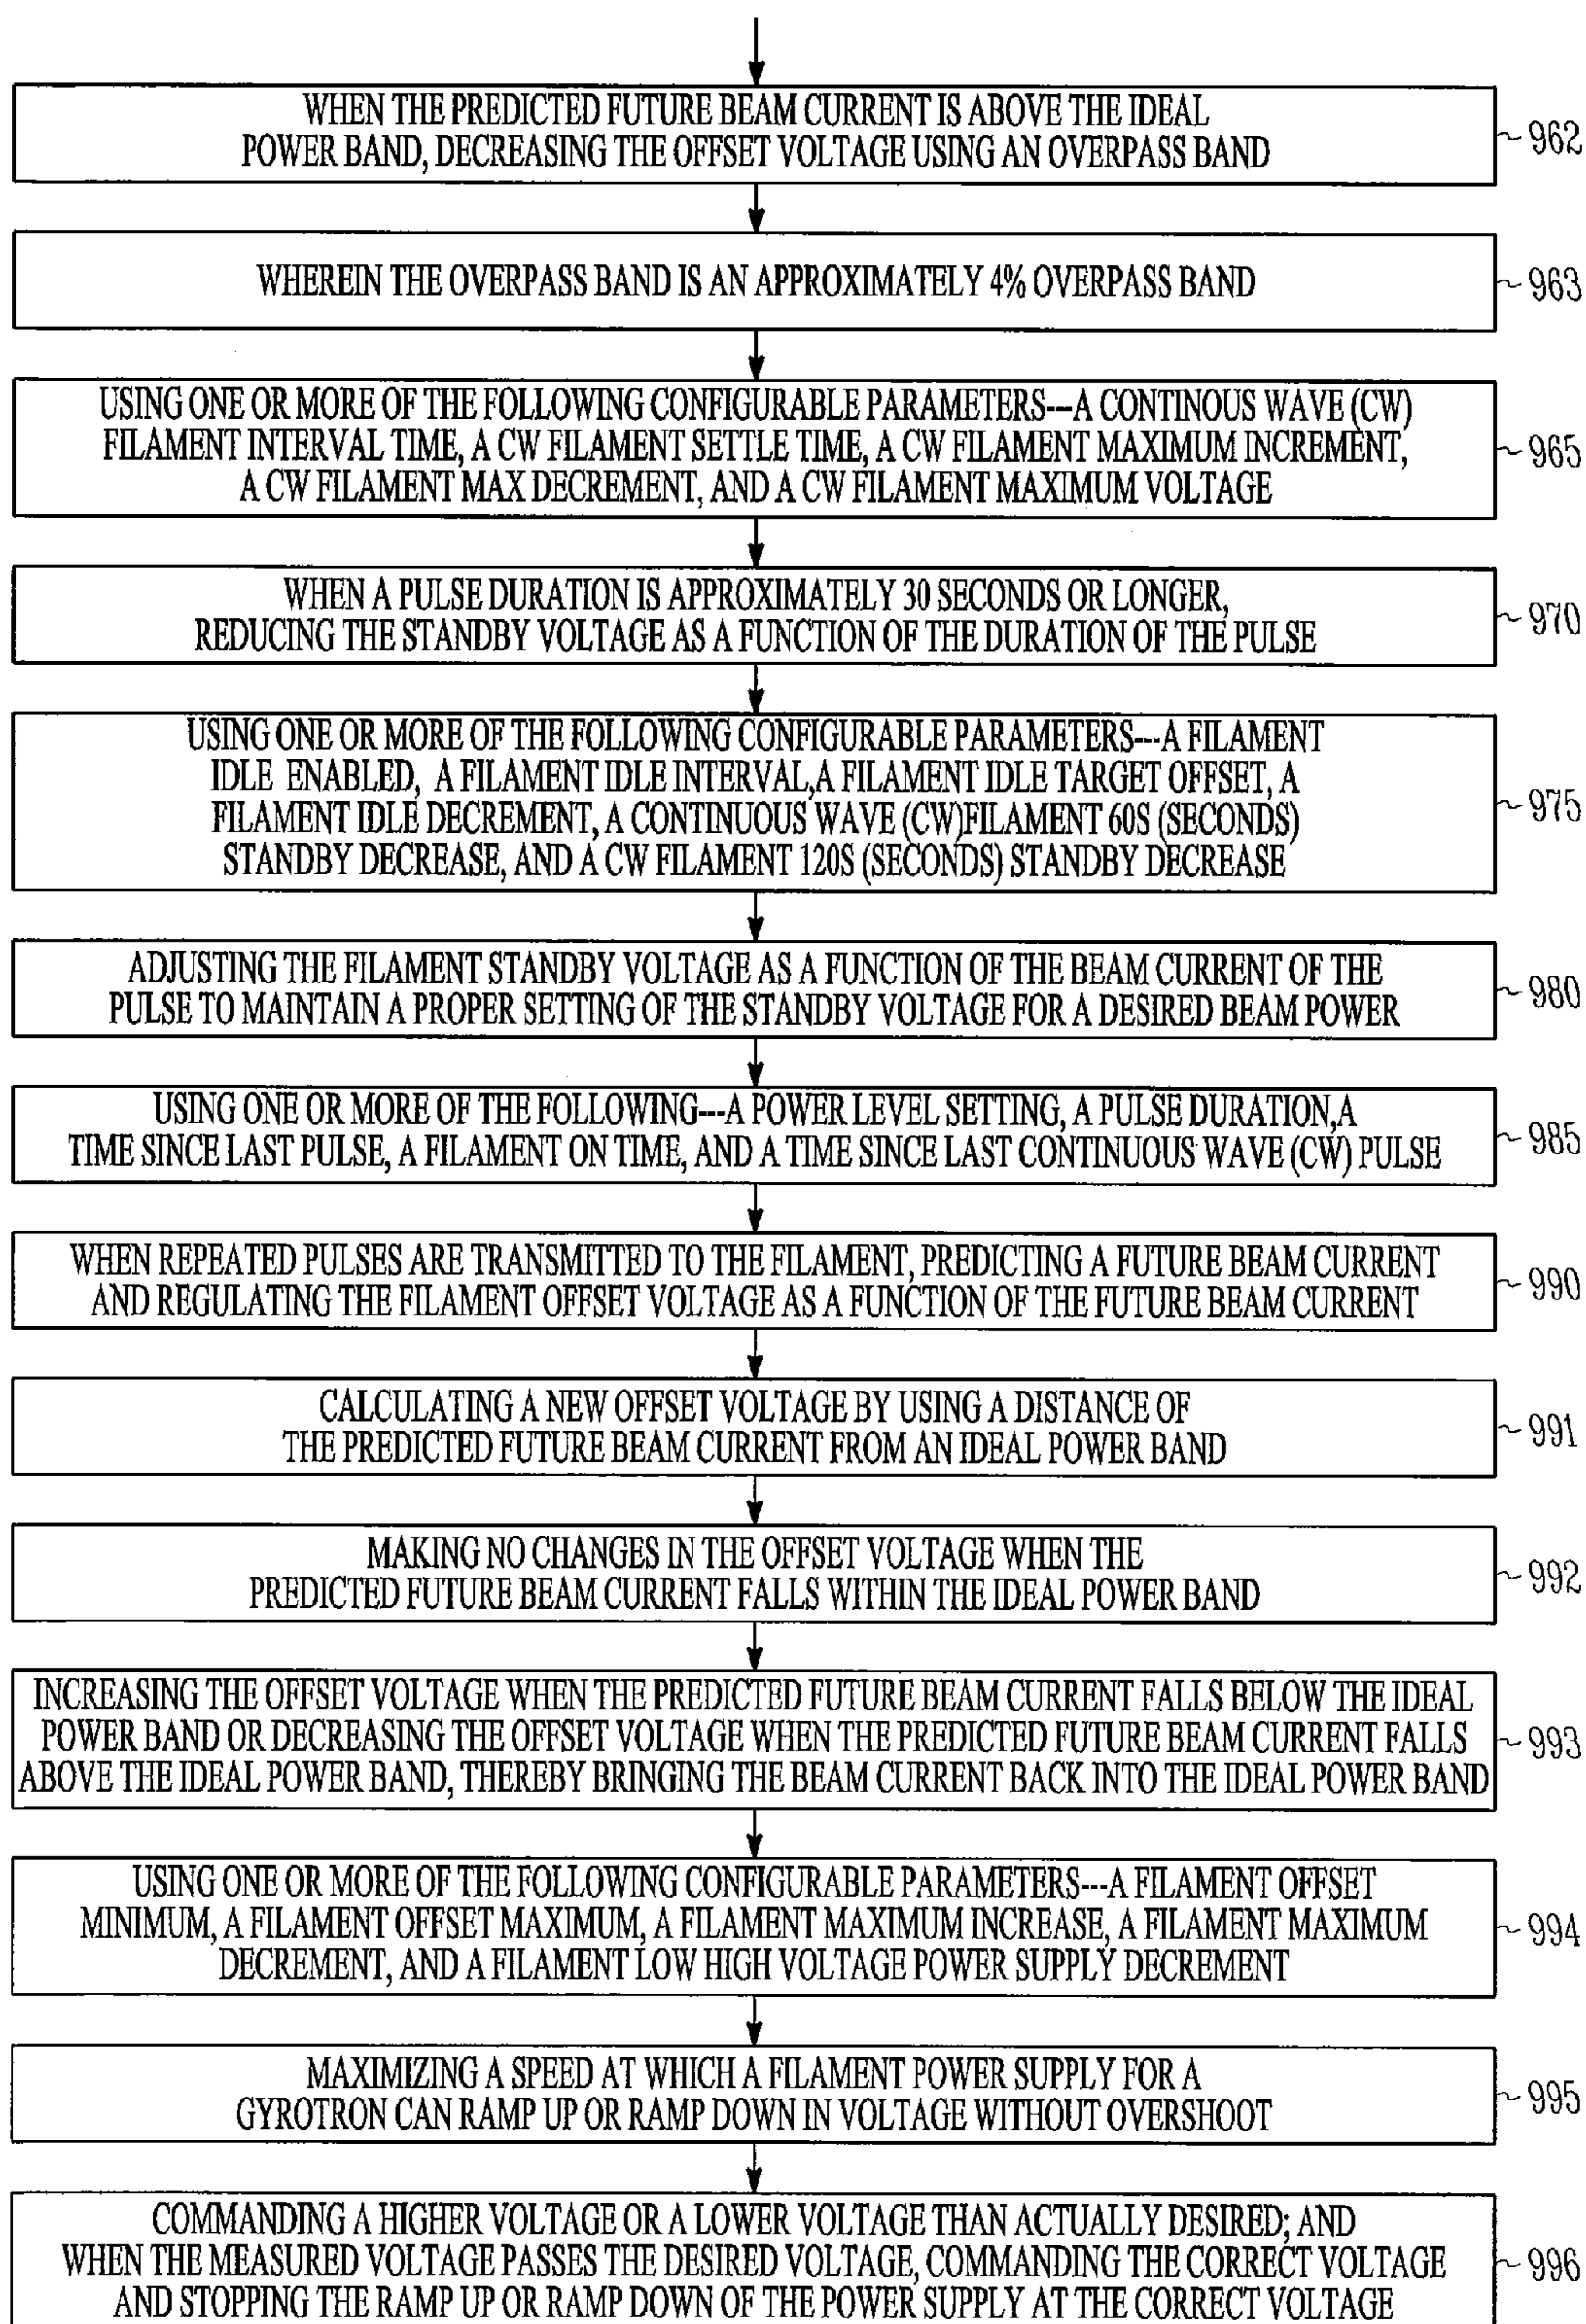 WHEN THE PREDICTED FUTURE BEAM CURRENT IS ABOVE THE IDEAL
POWER BAND, DECREASING THE OFFSET VOLTAGE USING AN OVERPASS BAND
962
WHEREIN THE OVERPASS BAND IS AN APPROXIMATELY 4% OVERPASS BAND
963
USING ONE OR MORE OF THE FOLLOWING CONFIGURABLE PARAMETERS---A CONTINOUS WAVE (CW)
FILAMENT INTERVAL TIME, A CW FILAMENT SETTLE TIME, A CW FILAMENT MAXIMUM INCREMENT,
A CW FILAMENT MAX DECREMENT, AND A CW FILAMENT MAXIMUM VOLTAGE
965
WHEN A PULSE DURATION IS APPROXIMATELY 30 SECONDS OR LONGER,
REDUCING THE STANDBY VOLTAGE AS A FUNCTION OF THE DURATION OF THE PULSE
970
USING ONE OR MORE OF THE FOLLOWING CONFIGURABLE PARAMETERS---A FILAMENT
IDLE ENABLED, A FILAMENT IDLE INTERVAL,A FILAMENT IDLE TARGET OFFSET, A
FILAMENT IDLE DECREMENT, A CONTINUOUS WAVE (CW)FILAMENT 60S (SECONDS)
STANDBY DECREASE, AND A CW FILAMENT 120S (SECONDS) STANDBY DECREASE
975
ADJUSTING THE FILAMENT STANDBY VOLTAGE AS A FUNCTION OF THE BEAM CURRENT OF THE
PULSE TO MAINTAIN A PROPER SETTING OF THE STANDBY VOLTAGE FOR A DESIRED BEAM POWER
980
USING ONE OR MORE OF THE FOLLOWING---A POWER LEVEL SETTING, A PULSE DURATION,A
TIME SINCE LAST PULSE, A FILAMENT ON TIME, AND A TIME SINCE LAST CONTINUOUS WAVE (CW) PULSE
985
WHEN REPEATED PULSES ARE TRANSMITTED TO THE FILAMENT, PREDICTING A FUTURE BEAM CURRENT
AND REGULATING THE FILAMENT OFFSET VOLTAGE AS A FUNCTION OF THE FUTURE BEAM CURRENT
990
CALCULATING A NEW OFFSET VOLTAGE BY USING A DISTANCE OF
THE PREDICTED FUTURE BEAM CURRENT FROM AN IDEAL POWER BAND
991
MAKING NO CHANGES IN THE OFFSET VOLTAGE WHEN THE
PREDICTED FUTURE BEAM CURRENT FALLS WITHIN THE IDEAL POWER BAND
992
INCREASING THE OFFSET VOLTAGE WHEN THE PREDICTED FUTURE BEAM CURRENT FALLS BELOW THE IDEAL
POWER BAND OR DECREASING THE OFFSET VOLTAGE WHEN THE PREDICTED FUTURE BEAM CURRENT FALLS
ABOVE THE IDEAL POWER BAND, THEREBY BRINGING THE BEAM CURRENT BACK INTO THE IDEAL POWER BAND
993
USING ONE OR MORE OF THE FOLLOWING CONFIGURABLE PARAMETERS---A FILAMENT OFFSET
MINIMUM, A FILAMENT OFFSET MAXIMUM, A FILAMENT MAXIMUM INCREASE, A FILAMENT MAXIMUM
DECREMENT, AND A FILAMENT LOW HIGH VOLTAGE POWER SUPPLY DECREMENT
994
MAXIMIZING A SPEED AT WHICH A FILAMENT POWER SUPPLY FOR A
GYROTRON CAN RAMP UP OR RAMP DOWN IN VOLTAGE WITHOUT OVERSHOOT
995
COMMANDING A HIGHER VOLTAGE OR A LOWER VOLTAGE THAN ACTUALLY DESIRED; AND
WHEN THE MEASURED VOLTAGE PASSES THE DESIRED VOLTAGE, COMMANDING THE CORRECT VOLTAGE
AND STOPPING THE RAMP UP OR RAMP DOWN OF THE POWER SUPPLY AT THE CORRECT VOLTAGE
996